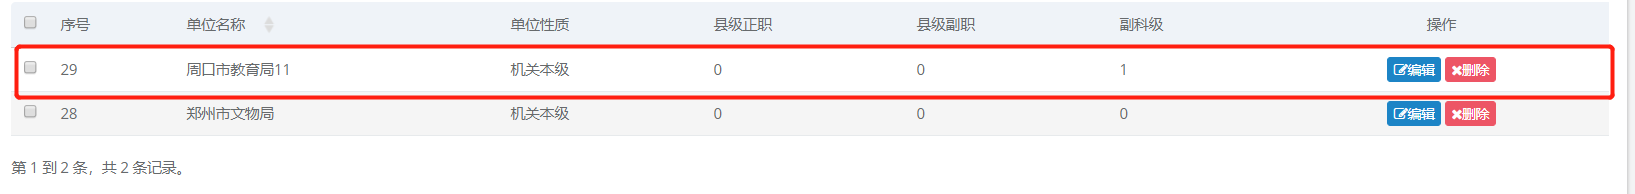 序号 单位名称 单位性质 县级正职 县级副职 副科级 操作
29 周口市教育局11 机关本级 0 0 1 编辑 删除
28 郑州市文物局 机关本级 0 0 0 编辑 删除
第 1 到 2 条，共 2 条记录。